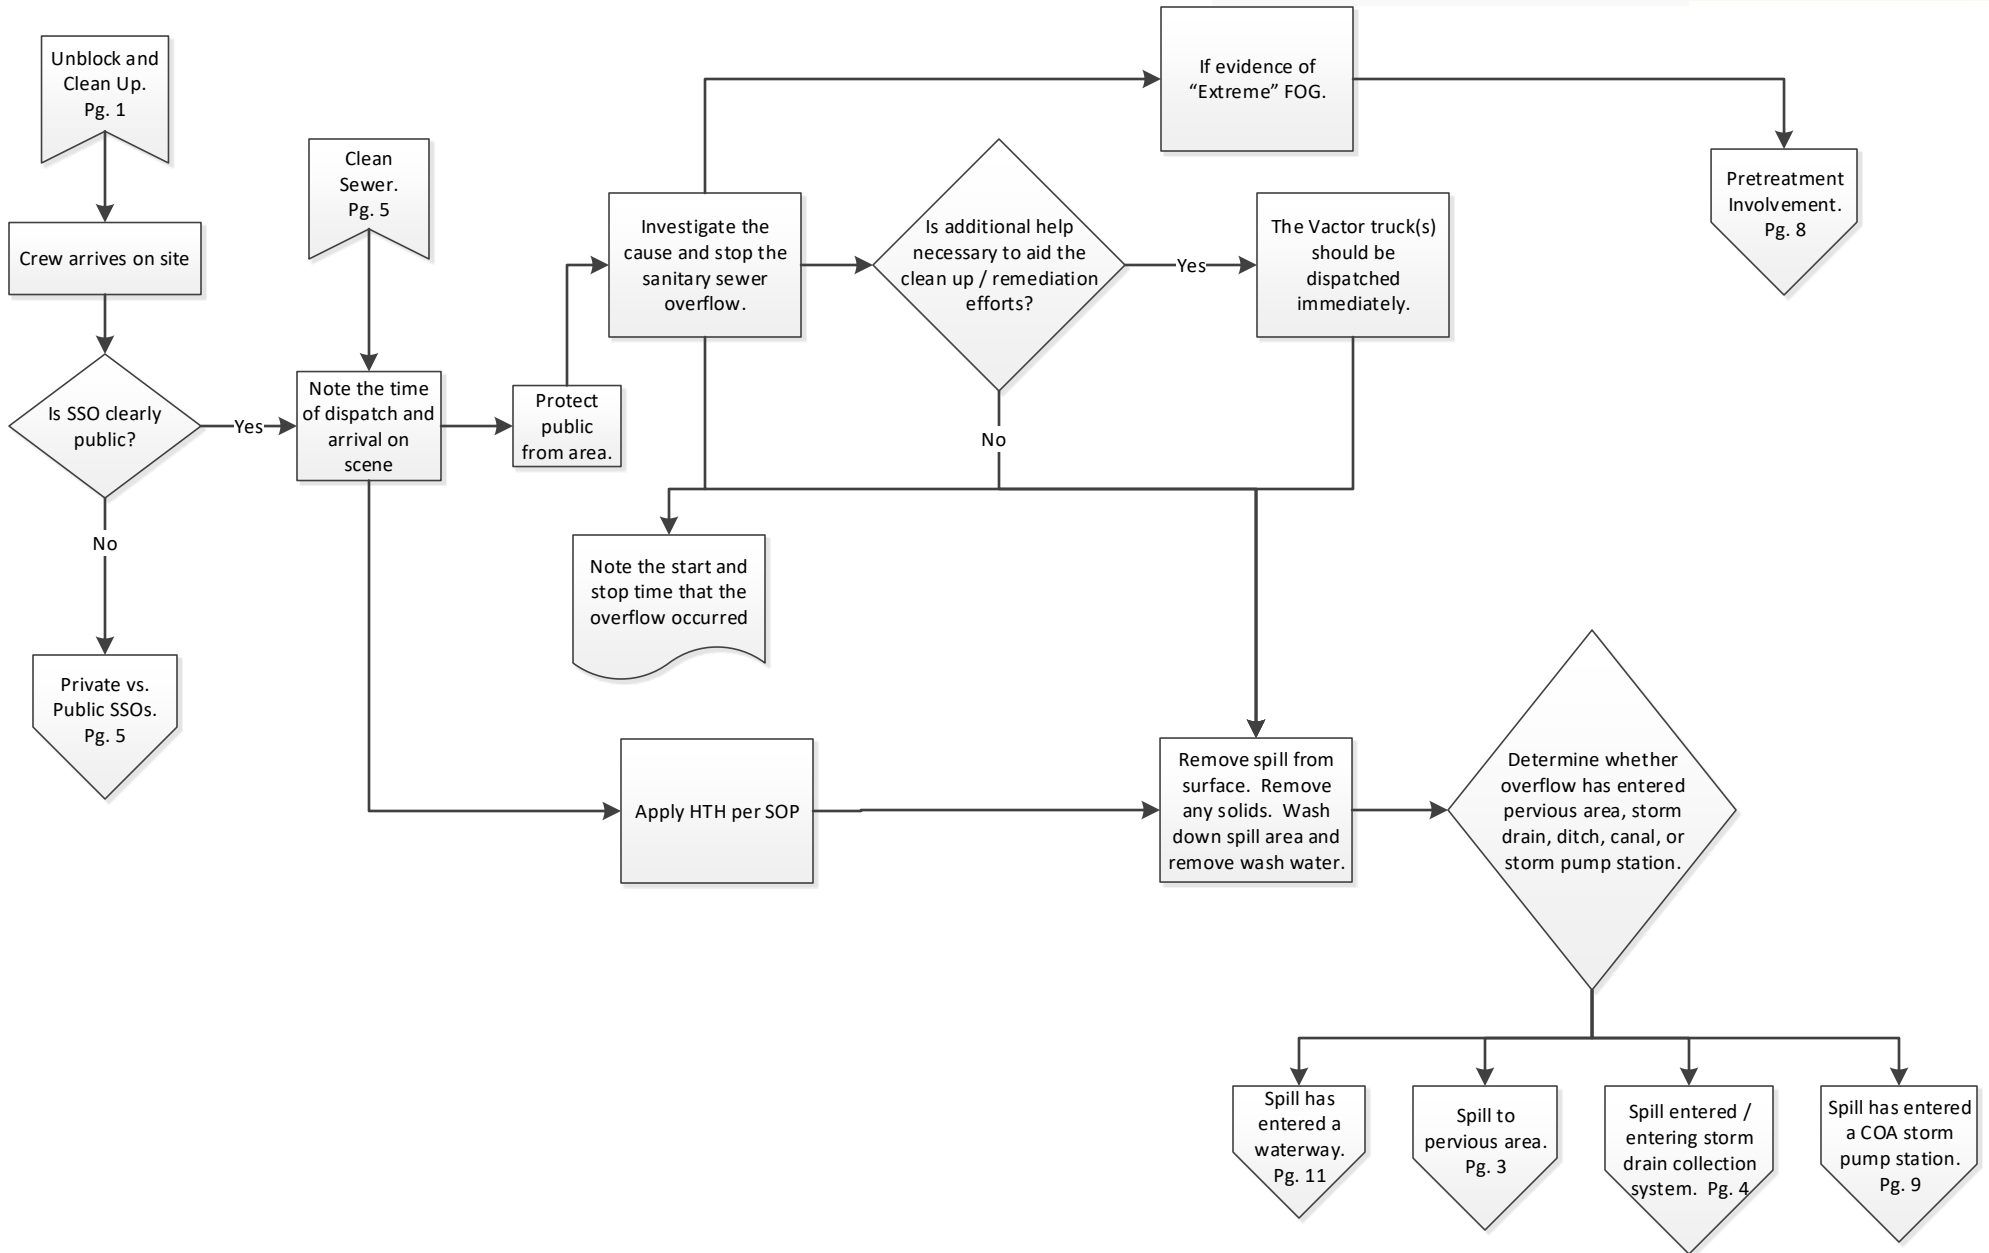 Unblock and
Clean Up.
Pg. 1
Crew arrives on site
Is SSO clearly
public?
Yes
No
Private vs.
Public SSOs.
Pg. 5
Clean
Sewer.
Pg. 5
Note the time
of dispatch and
arrival on
scene
Protect
public
from area.
Investigate the
cause and stop the
sanitary sewer
overflow.
If evidence of
“Extreme” FOG.
Pretreatment
Involvement.
Pg. 8
Is additional help
necessary to aid the
clean up / remediation
efforts?
Yes
No
The Vactor truck(s)
should be
dispatched
immediately.
Note the start and
stop time that the
overflow occurred
Apply HTH per SOP
Remove spill from
surface.  Remove
any solids.  Wash
down spill area and
remove wash water.
Determine whether
overflow has entered
pervious area, storm
drain, ditch, canal, or
storm pump station.
Spill has
entered a
waterway.
Pg. 11
Spill to
pervious area.
Pg. 3
Spill entered /
entering storm
drain collection
system.  Pg. 4
Spill has entered
a COA storm
pump station.
Pg. 9